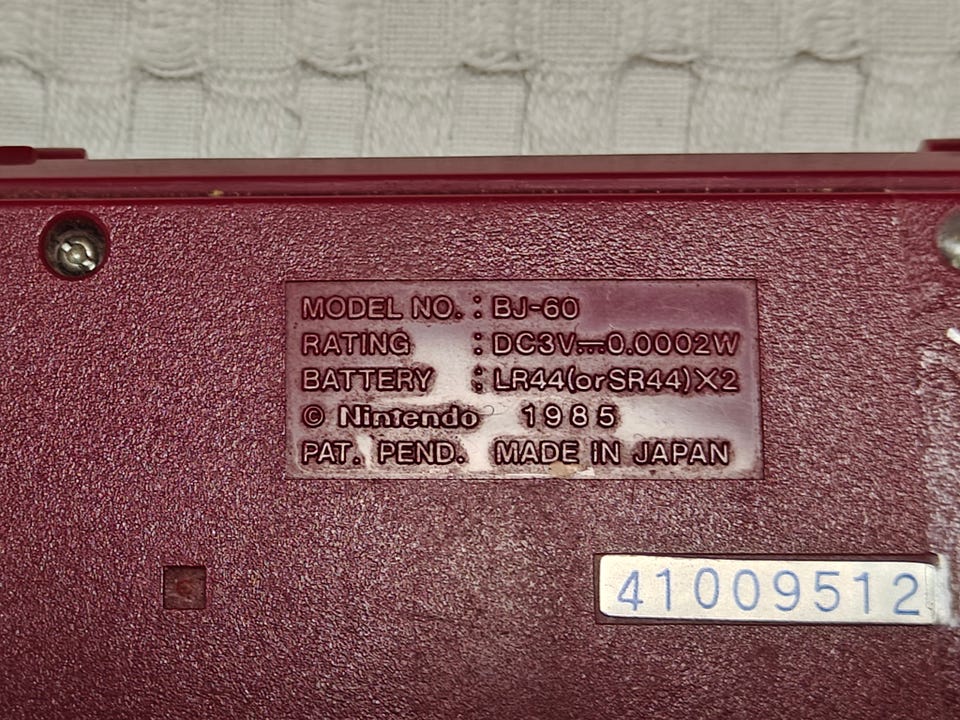 MODEL NO. : BJ-60
RATING : DC3V⎓0.0002W
BATTERY : LR44(orSR44)×2
© Nintendo 1985
PAT. PEND. MADE IN JAPAN
41009512